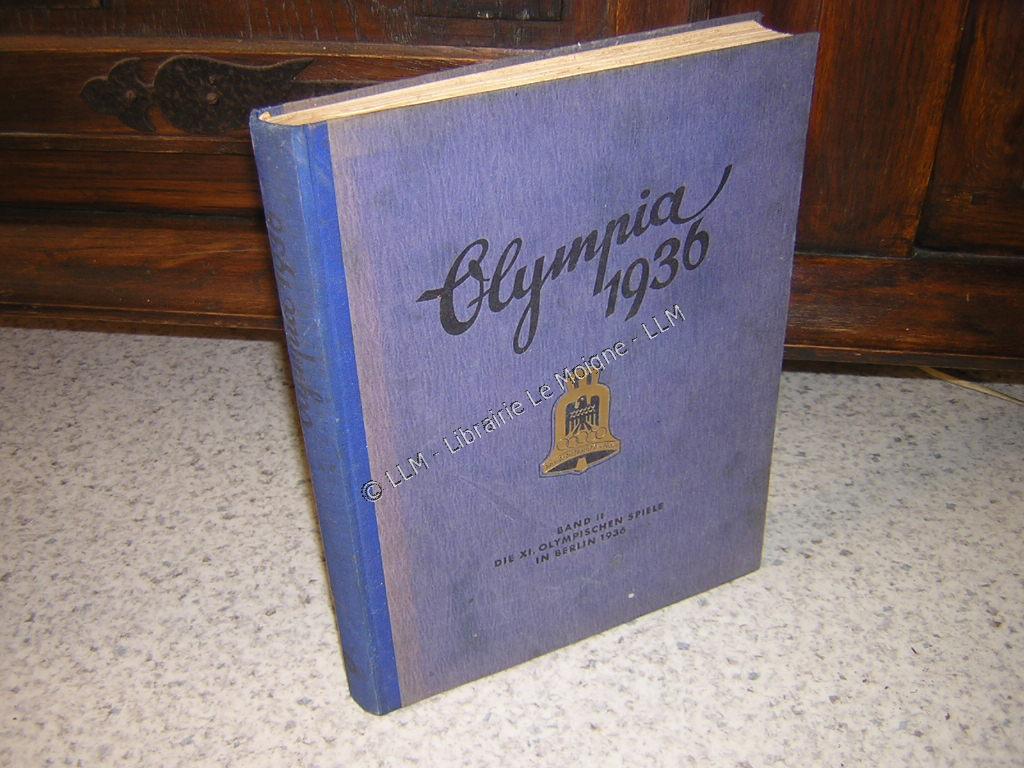 Olympia
1936
© LLM - Librairie Le Moigne - LLM
BAND II
DIE XI. OLYMPISCHEN SPIELE
IN BERLIN 1936